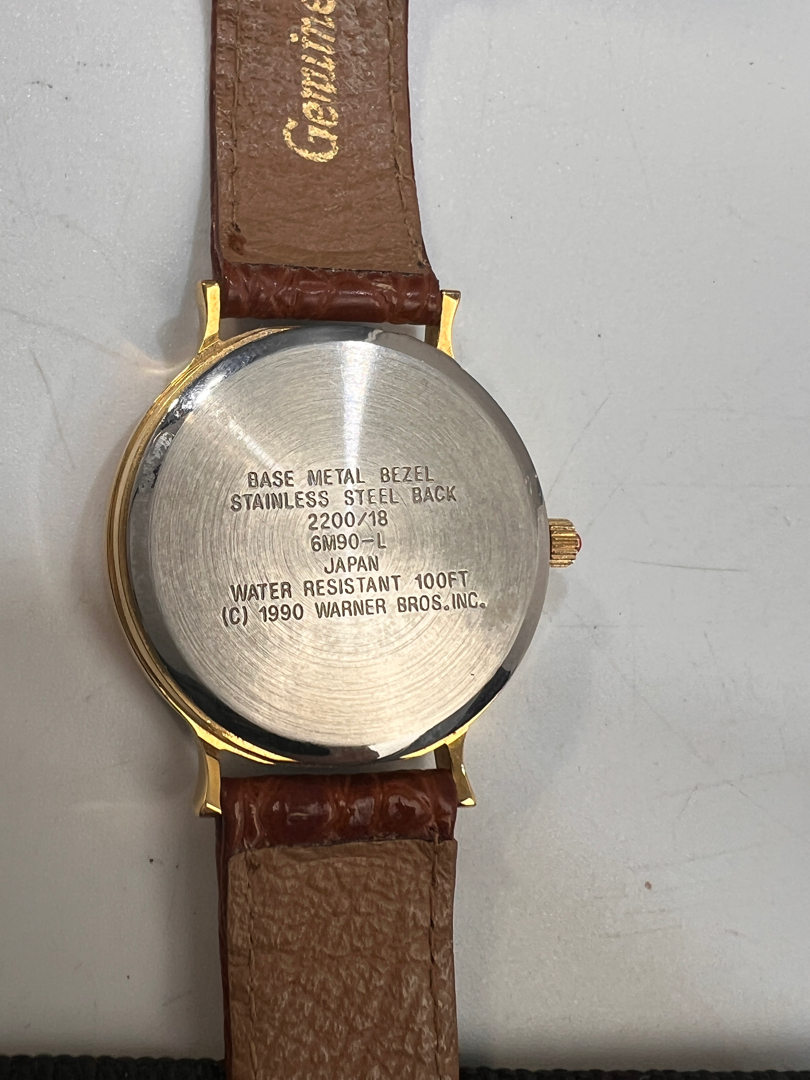 Genuine
BASE METAL BEZEL
STAINLESS STEEL BACK
2200/18
6M90-L
JAPAN
WATER RESISTANT 100FT
(C) 1990 WARNER BROS.INC.